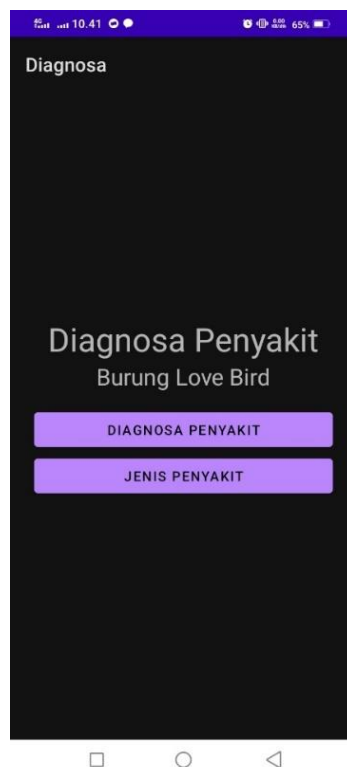 10.41 65%
Diagnosa
Diagnosa Penyakit
Burung Love Bird
DIAGNOSA PENYAKIT
JENIS PENYAKIT